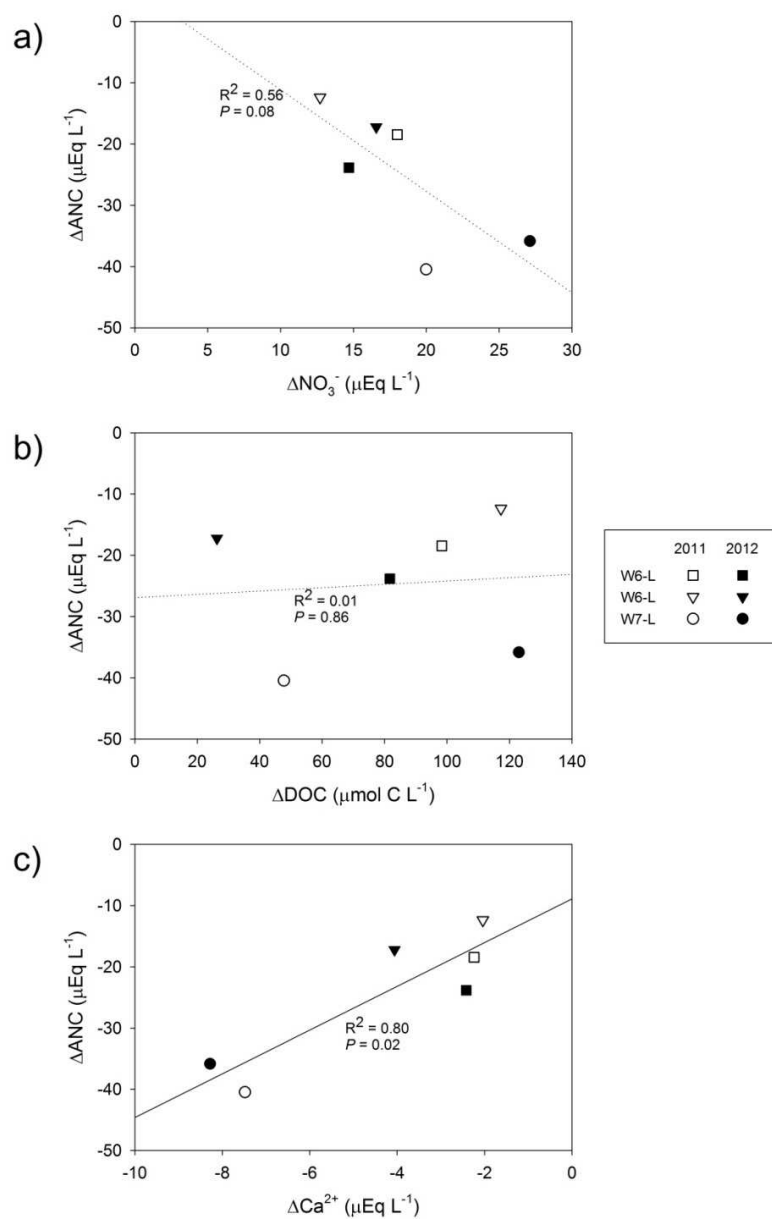 a)
0
-10
-20
-30
-40
-50
ΔANC (μEq L⁻¹)
R² = 0.56
P = 0.08
0 5 10 15 20 25 30
ΔNO₃⁻ (μEq L⁻¹)
b)
0
-10
-20
-30
-40
-50
ΔANC (μEq L⁻¹)
R² = 0.01
P = 0.86
0 20 40 60 80 100 120 140
ΔDOC (μmol C L⁻¹)
2011 2012
W6-L
W6-L
W7-L
c)
0
-10
-20
-30
-40
-50
ΔANC (μEq L⁻¹)
R² = 0.80
P = 0.02
-10 -8 -6 -4 -2 0
ΔCa²⁺ (μEq L⁻¹)